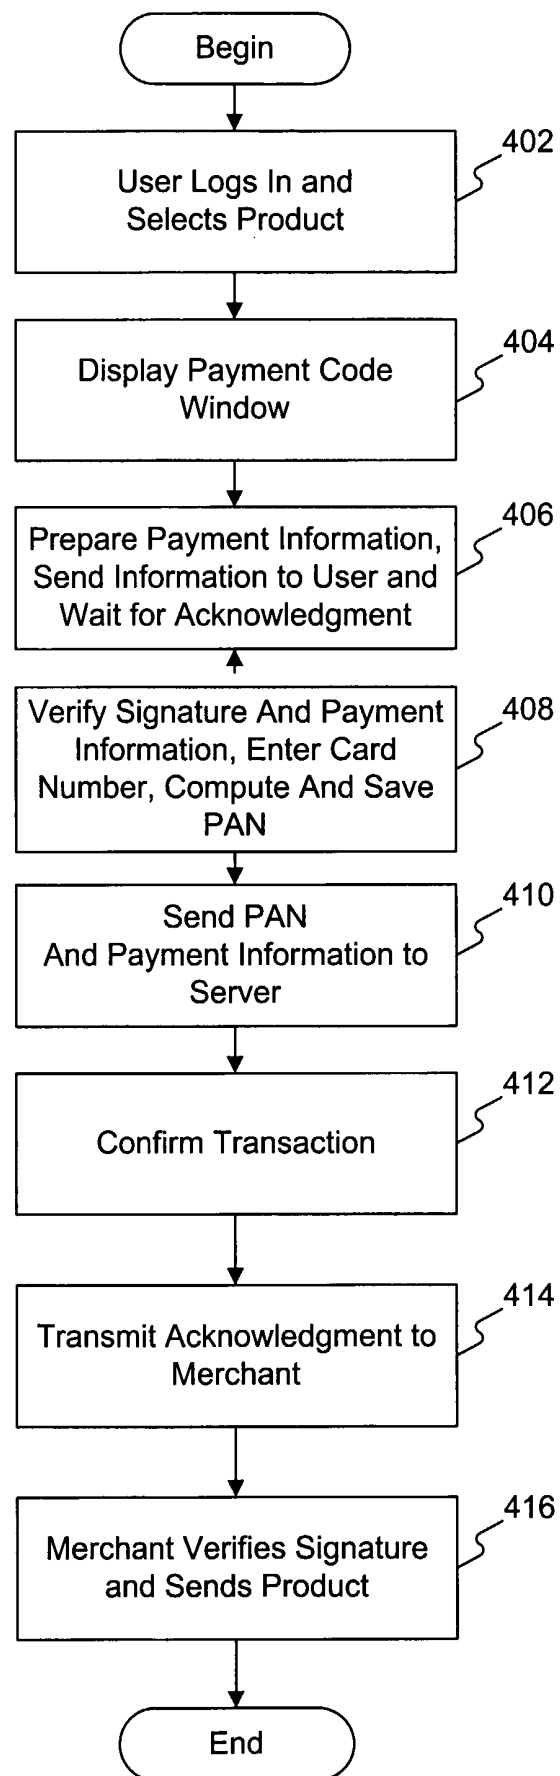 Begin
402
User Logs In and
Selects Product
404
Display Payment Code
Window
406
Prepare Payment Information,
Send Information to User and
Wait for Acknowledgment
408
Verify Signature And Payment
Information, Enter Card
Number, Compute And Save
PAN
410
Send PAN
And Payment Information to
Server
412
Confirm Transaction
414
Transmit Acknowledgment to
Merchant
416
Merchant Verifies Signature
and Sends Product
End